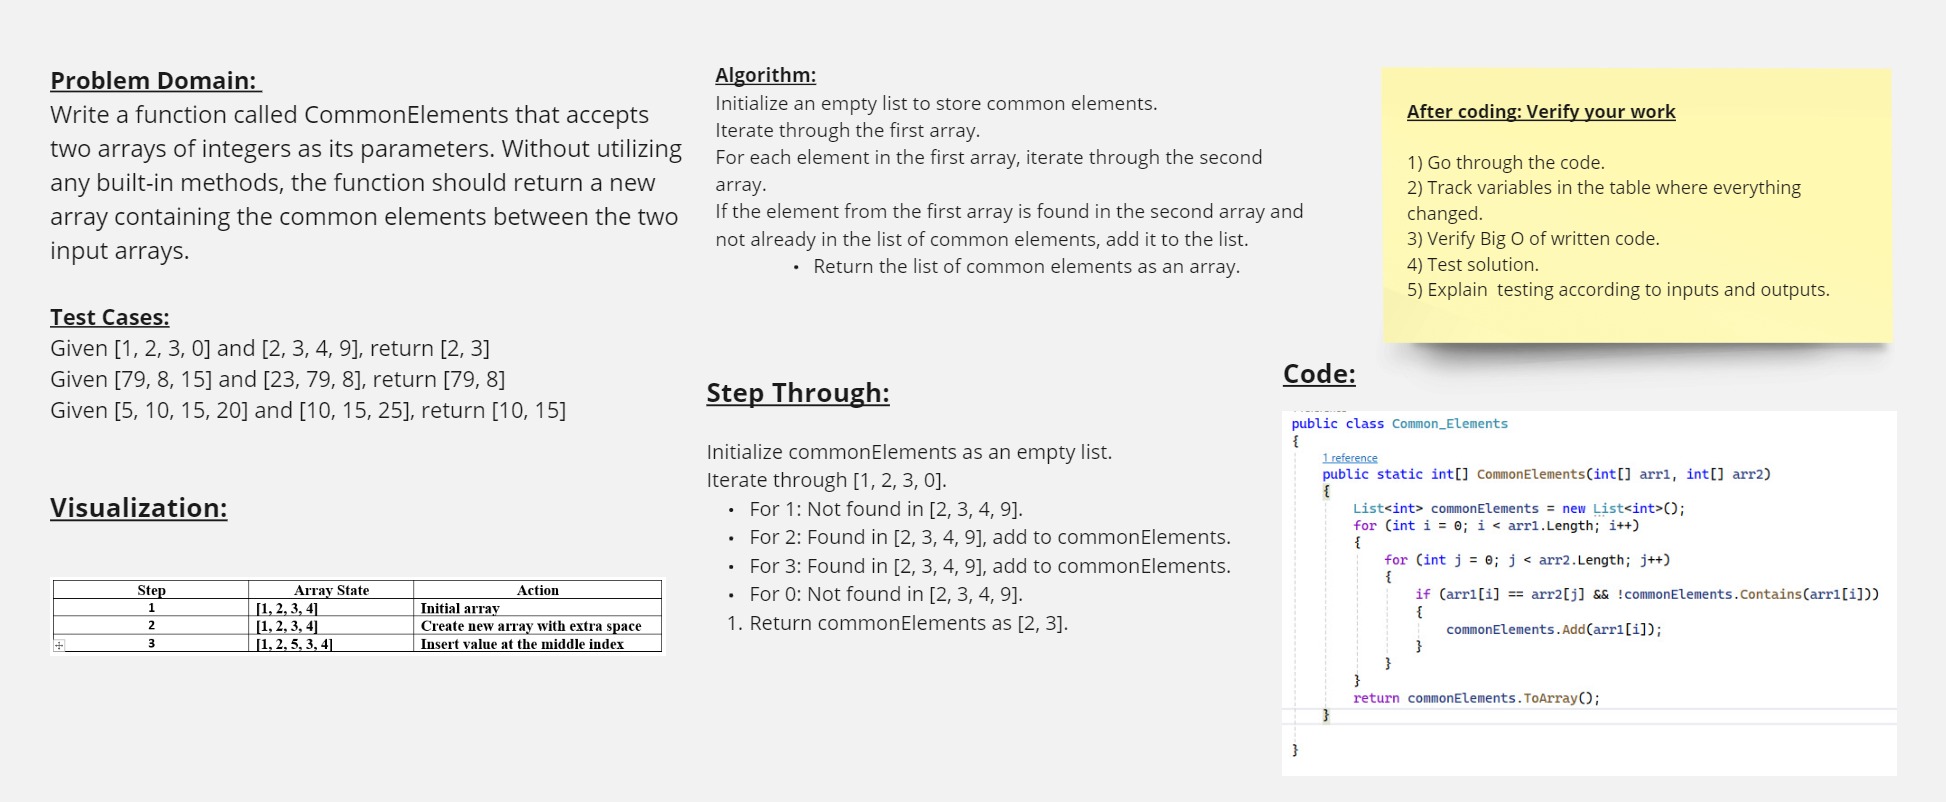 Problem Domain:
Write a function called CommonElements that accepts
two arrays of integers as its parameters. Without utilizing
any built-in methods, the function should return a new
array containing the common elements between the two
input arrays.
Test Cases:
Given [1, 2, 3, 0] and [2, 3, 4, 9], return [2, 3]
Given [79, 8, 15] and [23, 79, 8], return [79, 8]
Given [5, 10, 15, 20] and [10, 15, 25], return [10, 15]
Visualization:
Step Array State Action
1 [1, 2, 3, 4] Initial array
2 [1, 2, 3, 4] Create new array with extra space
3 [1, 2, 5, 3, 4] Insert value at the middle index
Algorithm:
Initialize an empty list to store common elements.
Iterate through the first array.
For each element in the first array, iterate through the second
array.
If the element from the first array is found in the second array and
not already in the list of common elements, add it to the list.
• Return the list of common elements as an array.
Step Through:
Initialize commonElements as an empty list.
Iterate through [1, 2, 3, 0].
• For 1: Not found in [2, 3, 4, 9].
• For 2: Found in [2, 3, 4, 9], add to commonElements.
• For 3: Found in [2, 3, 4, 9], add to commonElements.
• For 0: Not found in [2, 3, 4, 9].
1. Return commonElements as [2, 3].
After coding: Verify your work
1) Go through the code.
2) Track variables in the table where everything
changed.
3) Verify Big O of written code.
4) Test solution.
5) Explain  testing according to inputs and outputs.
Code:
public class Common_Elements
{
1 reference
public static int[] CommonElements(int[] arr1, int[] arr2)
{
List<int> commonElements = new List<int>();
for (int i = 0; i < arr1.Length; i++)
{
for (int j = 0; j < arr2.Length; j++)
{
if (arr1[i] == arr2[j] && !commonElements.Contains(arr1[i]))
{
commonElements.Add(arr1[i]);
}
}
}
return commonElements.ToArray();
}
}